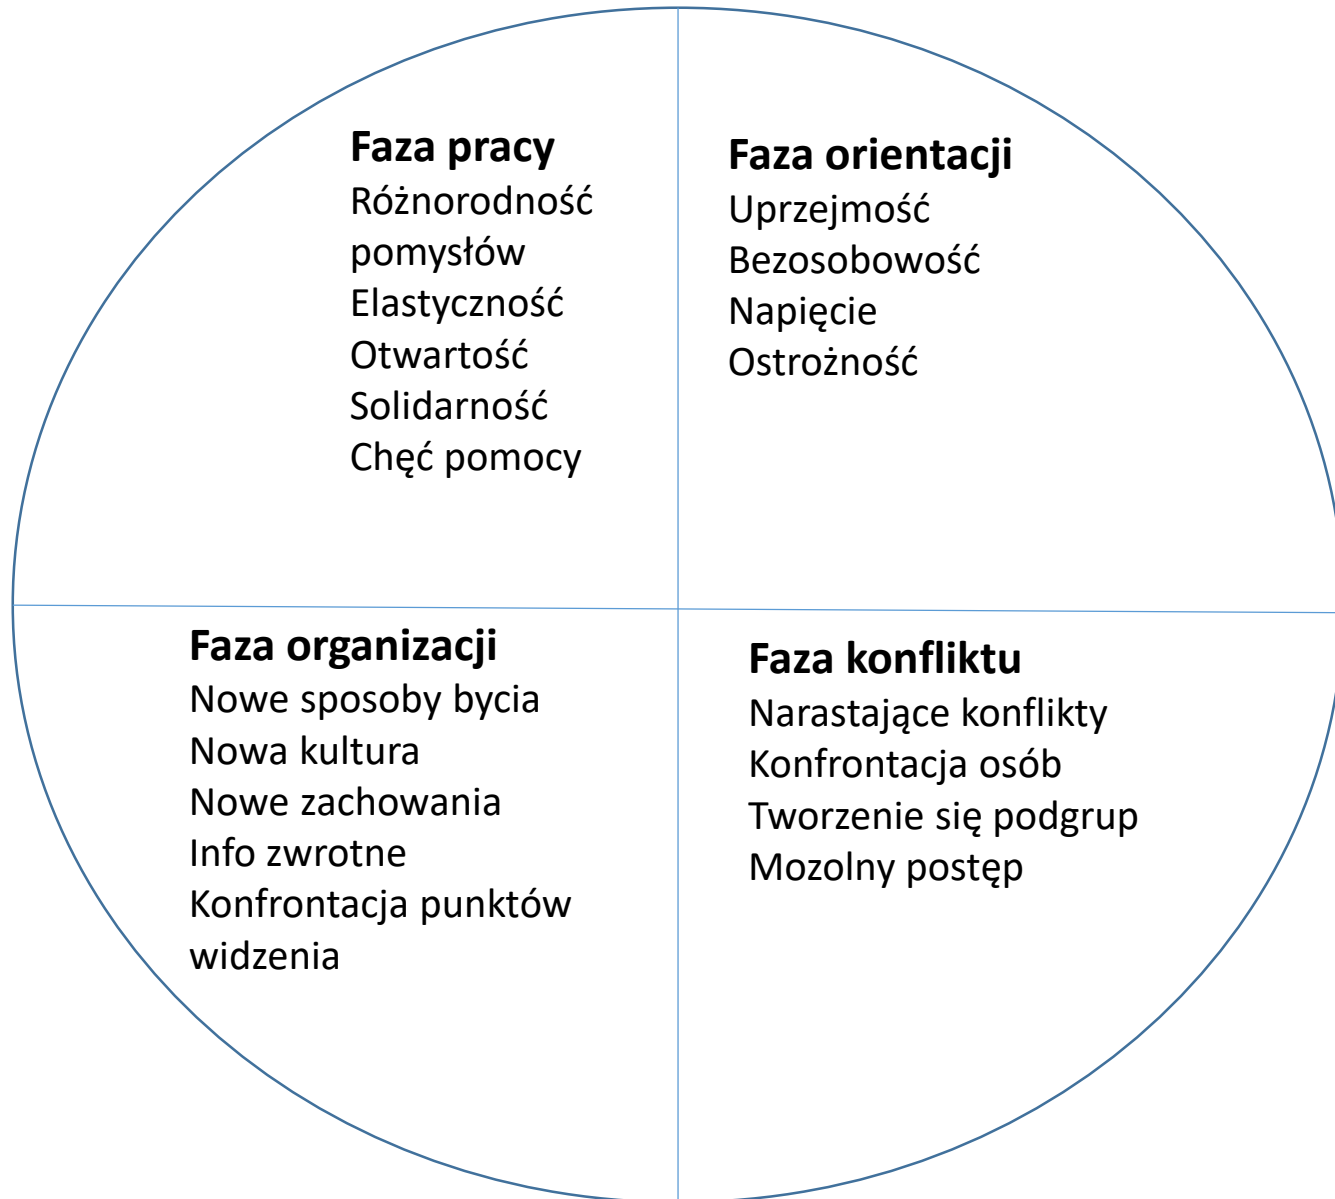 Faza pracy
Różnorodność
pomysłów
Elastyczność
Otwartość
Solidarność
Chęć pomocy
Faza orientacji
Uprzejmość
Bezosobowość
Napięcie
Ostrożność
Faza organizacji
Nowe sposoby bycia
Nowa kultura
Nowe zachowania
Info zwrotne
Konfrontacja punktów
widzenia
Faza konfliktu
Narastające konflikty
Konfrontacja osób
Tworzenie się podgrup
Mozolny postęp